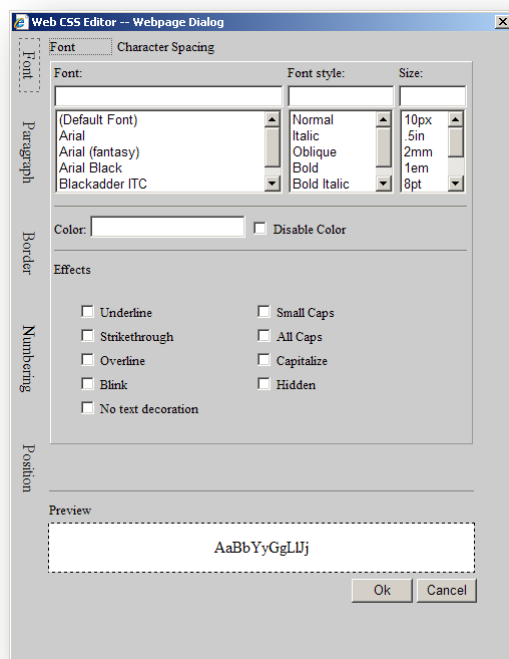 Web CSS Editor -- Webpage Dialog
Font Character Spacing
Font
Paragraph
Border
Numbering
Position
Font: Font style: Size:
(Default Font) Normal 10px
Arial Italic .5in
Arial (fantasy) Oblique 2mm
Arial Black Bold 1em
Blackadder ITC Bold Italic 8pt
Color: Disable Color
Effects
Underline Small Caps
Strikethrough All Caps
Overline Capitalize
Blink Hidden
No text decoration
Preview
AaBbYyGgLlJj
Ok Cancel